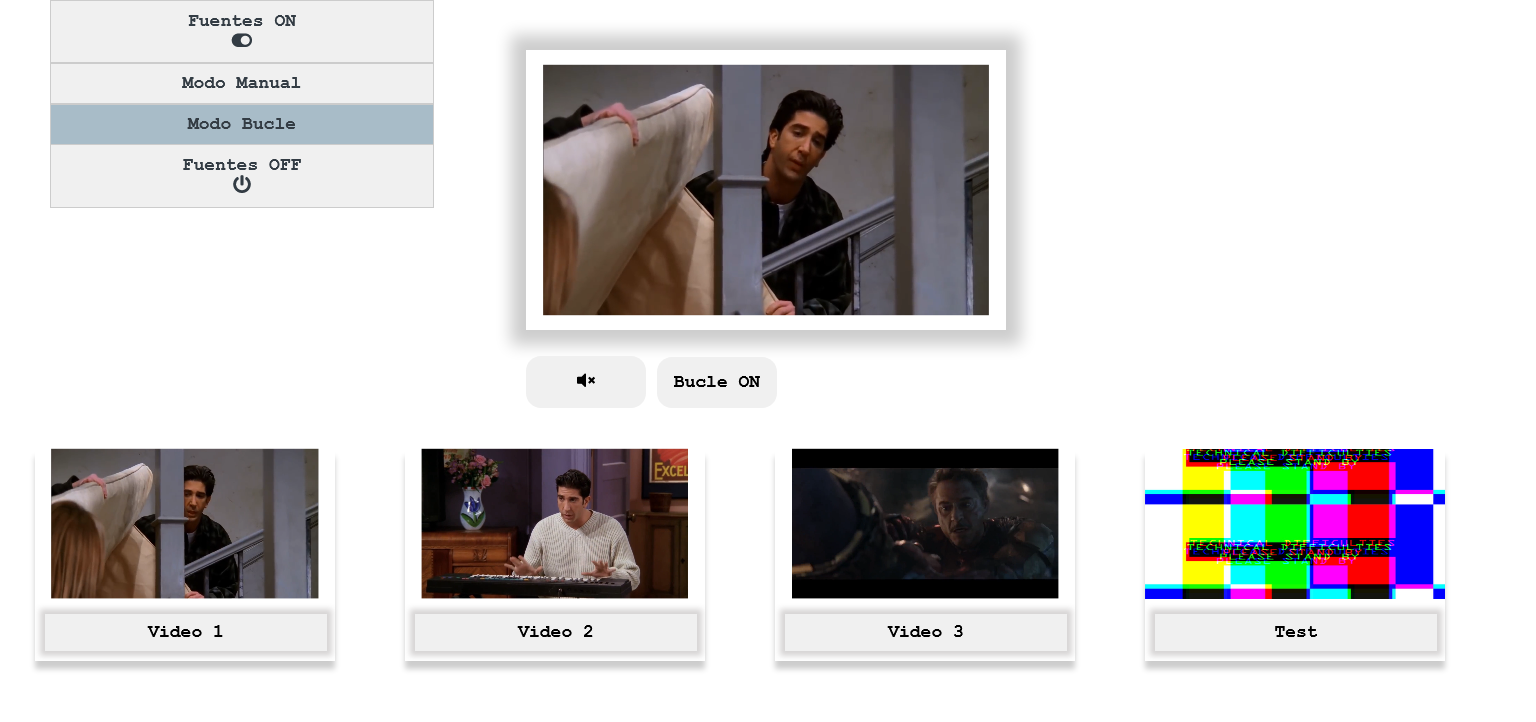 Fuentes ON
Modo Manual
Modo Bucle
Fuentes OFF
Bucle ON
EXCEL
TECHNICAL DIFFICULTIES
PLEASE STAND BY
TECHNICAL DIFFICULTIES
PLEASE STAND BY
Video 1
Video 2
Video 3
Test